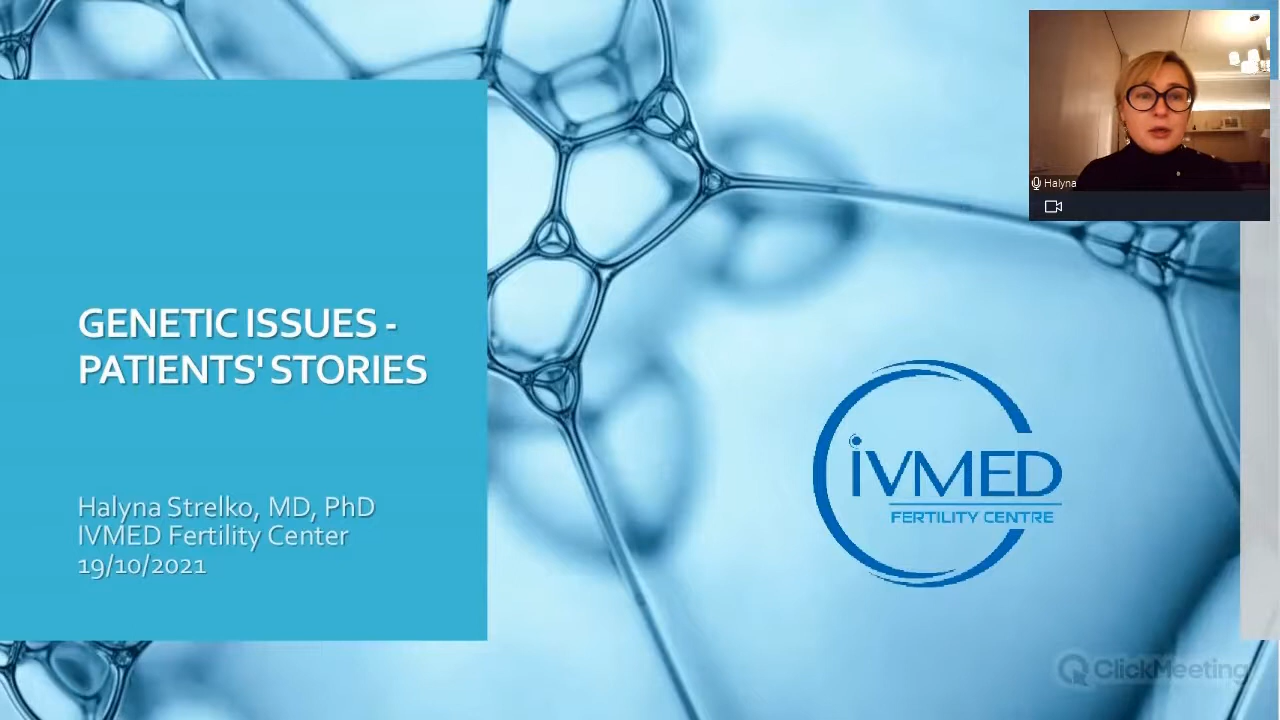 GENETIC ISSUES -
PATIENTS' STORIES
Halyna Strelko, MD, PhD
IVMED Fertility Center
19/10/2021
Halyna
iVMED
FERTILITY CENTRE
ClickMeeting